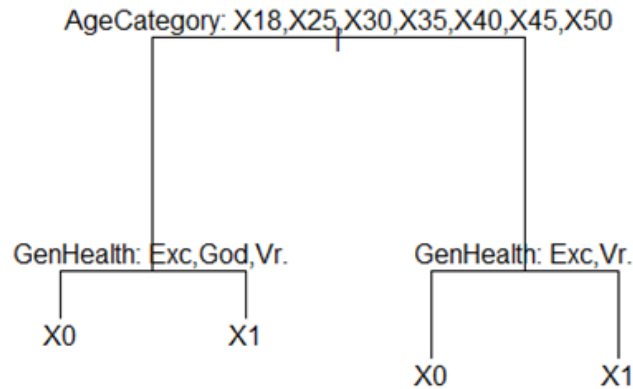 AgeCategory: X18,X25,X30,X35,X40,X45,X50
GenHealth: Exc,God,Vr.
GenHealth: Exc,Vr.
X0
X1
X0
X1